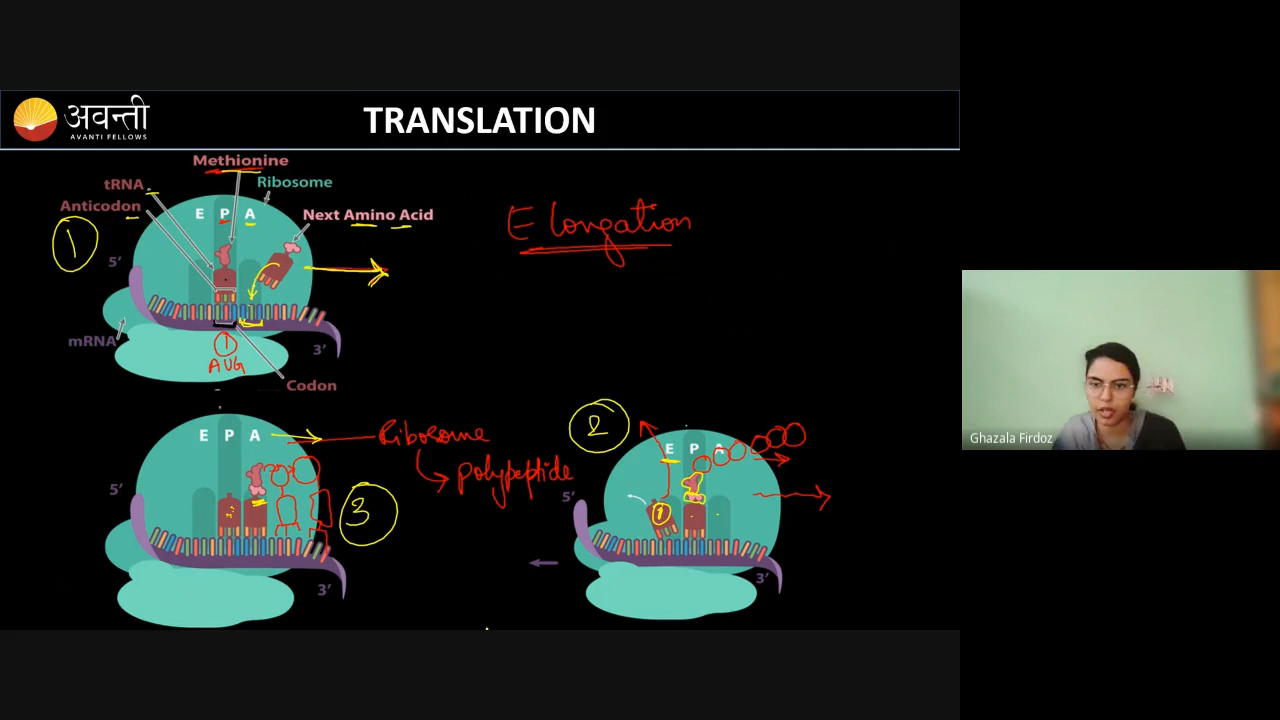 अवन्ती
AVANTI FELLOWS
TRANSLATION
Methionine
tRNA
Ribosome
Anticodon
E P A
Next Amino Acid
1
5’
mRNA
3’
1
AUG
Codon
Elongation
E P A
Ribosome
polypeptide
5’
3
3’
2
E P A
5’
1
3’
Ghazala Firdoz